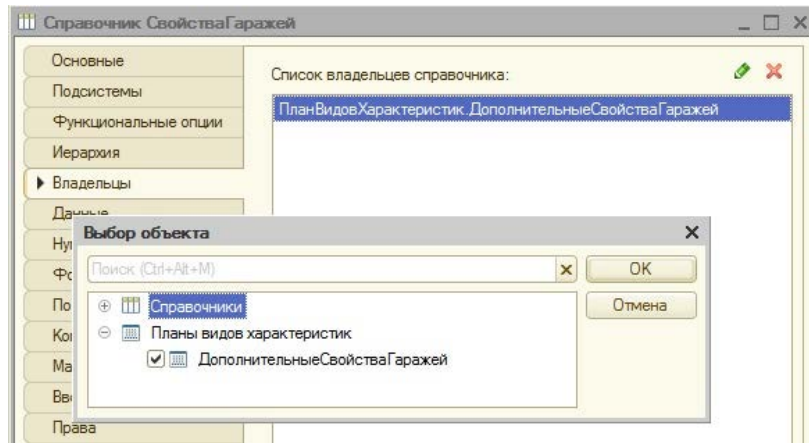 Справочник СвойстваГаражей
Основные
Подсистемы
Функциональные опции
Иерархия
Владельцы
Список владельцев справочника:
ПланВидовХарактеристик.ДополнительныеСвойстваГаражей
Выбор объекта
Поиск (Ctrl+Alt+M)
OK
Отмена
Справочники
Планы видов характеристик
ДополнительныеСвойстваГаражей
Права